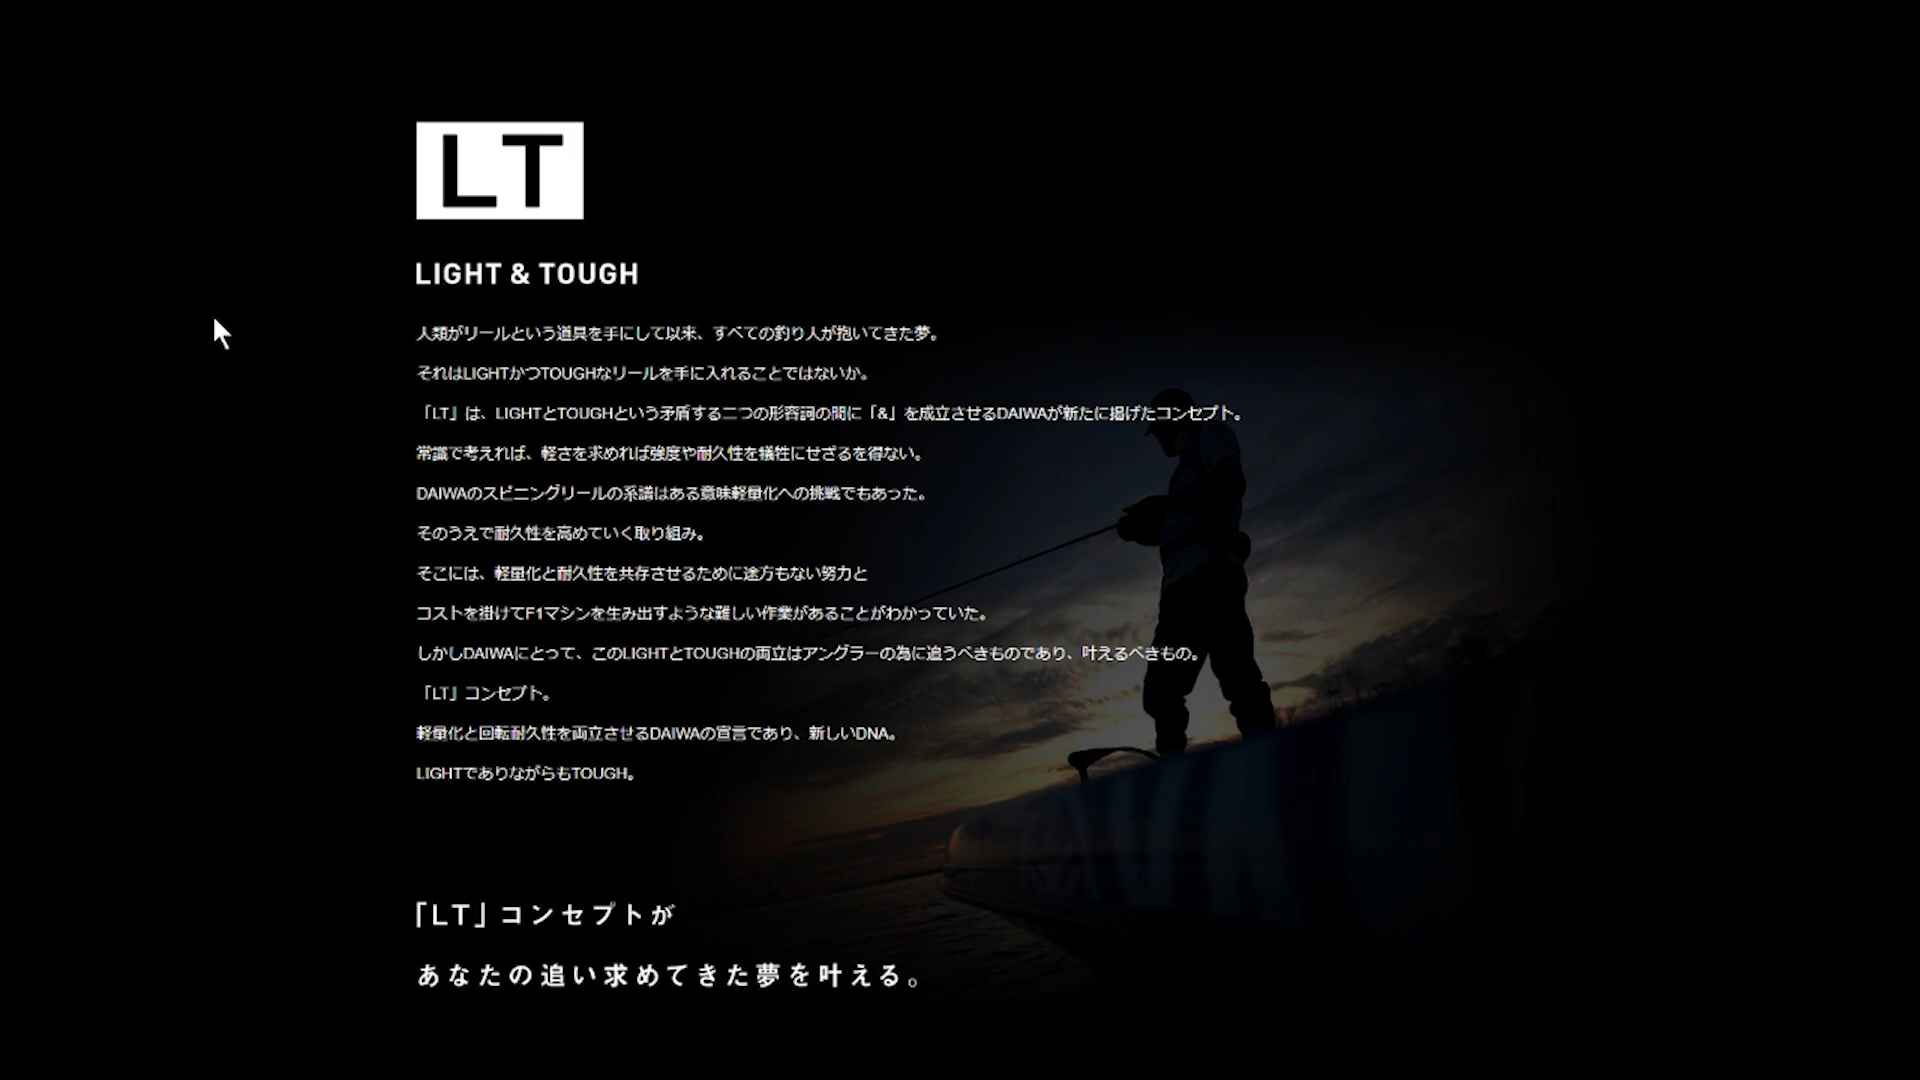 LT
LIGHT & TOUGH
人類がリールという道具を手にして以来、すべての釣り人が抱いてきた夢。
それはLIGHTかつTOUGHなリールを手に入れることではないか。
「LT」は、LIGHTとTOUGHという矛盾する二つの形容詞の間に「&」を成立させるDAIWAが新たに掲げたコンセプト。
常識で考えれば、軽さを求めれば強度や耐久性を犠牲にせざるを得ない。
DAIWAのスピニングリールの系譜はある意味軽量化への挑戦でもあった。
そのうえで耐久性を高めていく取り組み。
そこには、軽量化と耐久性を共存させるために途方もない努力と
コストを掛けてF1マシンを生み出すような難しい作業があることがわかっていた。
しかしDAIWAにとって、このLIGHTとTOUGHの両立はアングラーの為に追うべきものであり、叶えるべきもの。
「LT」コンセプト。
軽量化と回転耐久性を両立させるDAIWAの宣言であり、新しいDNA。
LIGHTでありながらもTOUGH。
「LT」コンセプトが
あなたの追い求めてきた夢を叶える。